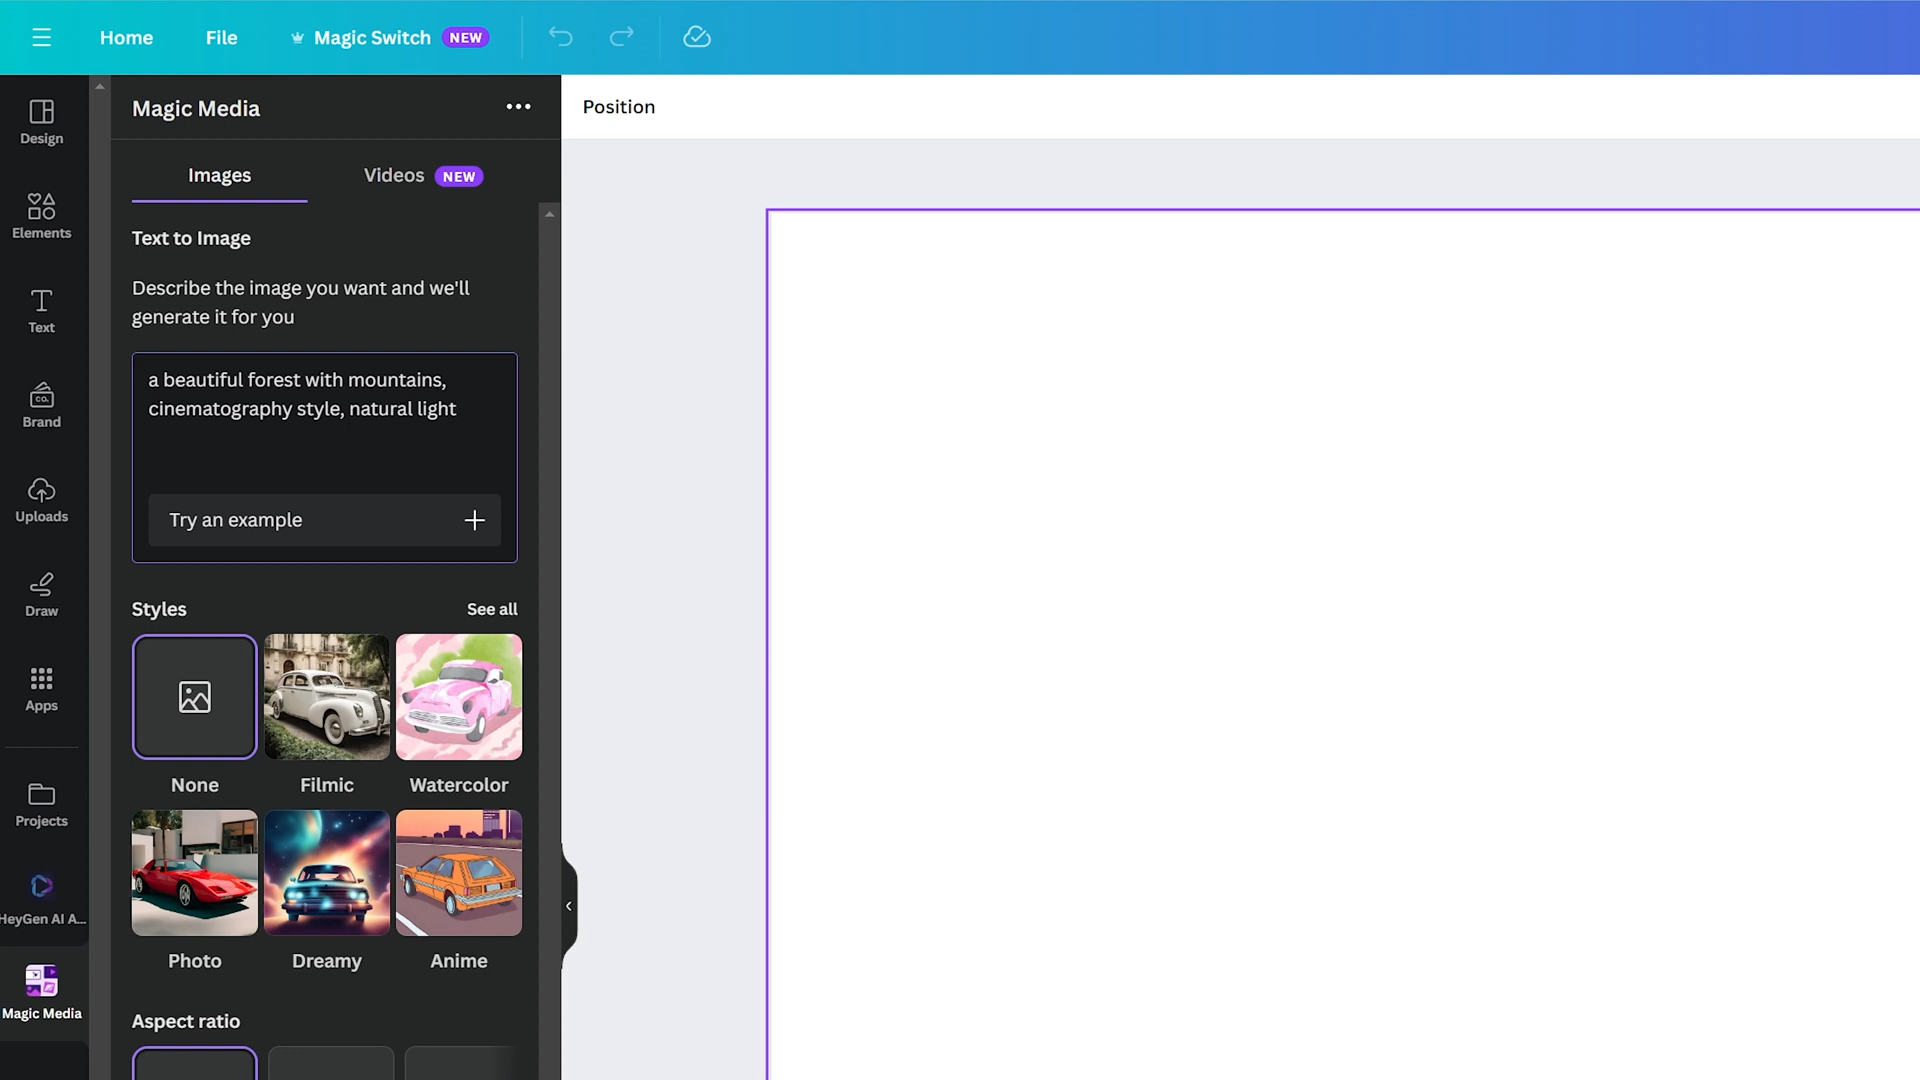 Home
File
Magic Switch NEW
Design
Elements
Text
Brand
CO.
Uploads
Draw
Apps
Projects
HeyGen AI A...
Magic Media
Magic Media
Images
Videos NEW
Text to Image
Describe the image you want and we'll
generate it for you
a beautiful forest with mountains,
cinematography style, natural light
Try an example
Styles
See all
None
Filmic
Watercolor
Photo
Dreamy
Anime
Aspect ratio
Position